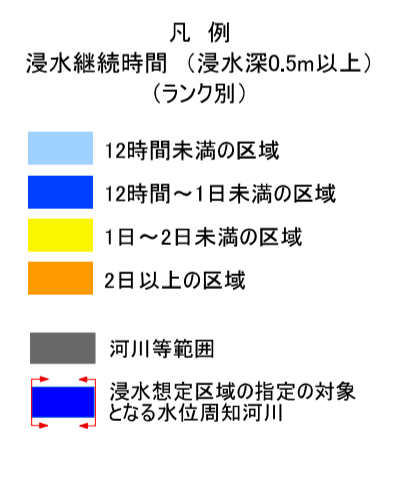 凡　例
浸水継続時間　（浸水深0.5m以上）
（ランク別）
12時間未満の区域
12時間～1日未満の区域
1日～2日未満の区域
2日以上の区域
河川等範囲
浸水想定区域の指定の対象
となる水位周知河川